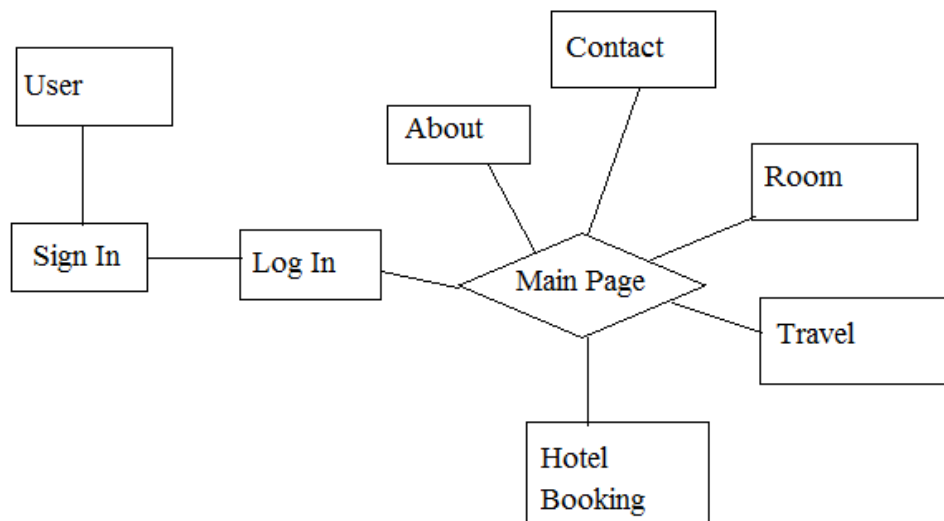 Contact
User
About
Room
Sign In
Log In
Main Page
Travel
Hotel
Booking